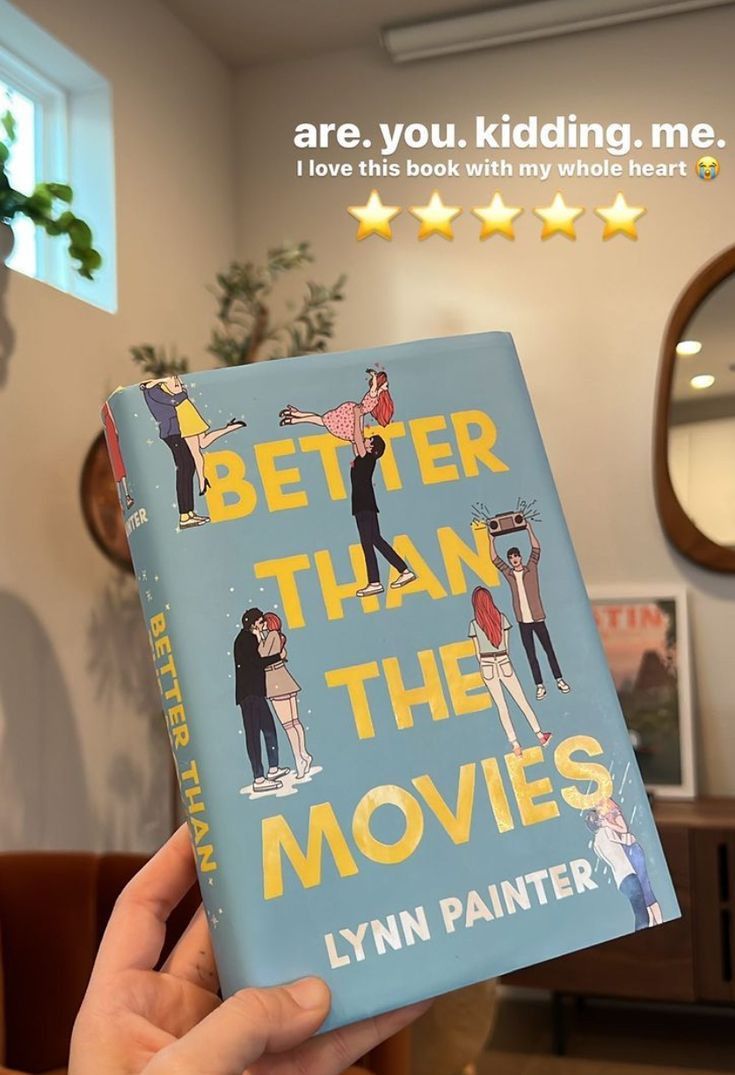 are. you. kidding. me.
I love this book with my whole heart 😭
⭐⭐⭐⭐⭐
BETTER
THAN
THE
MOVIES
LYNN PAINTER
BETTER THAN